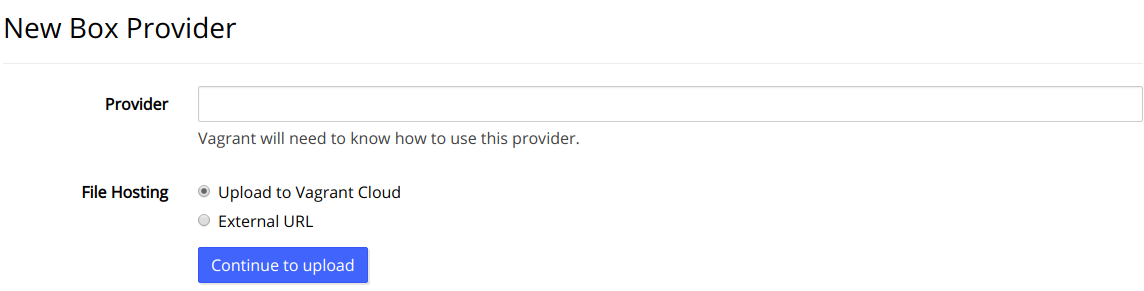 New Box Provider
Provider
Vagrant will need to know how to use this provider.
File Hosting
Upload to Vagrant Cloud
External URL
Continue to upload